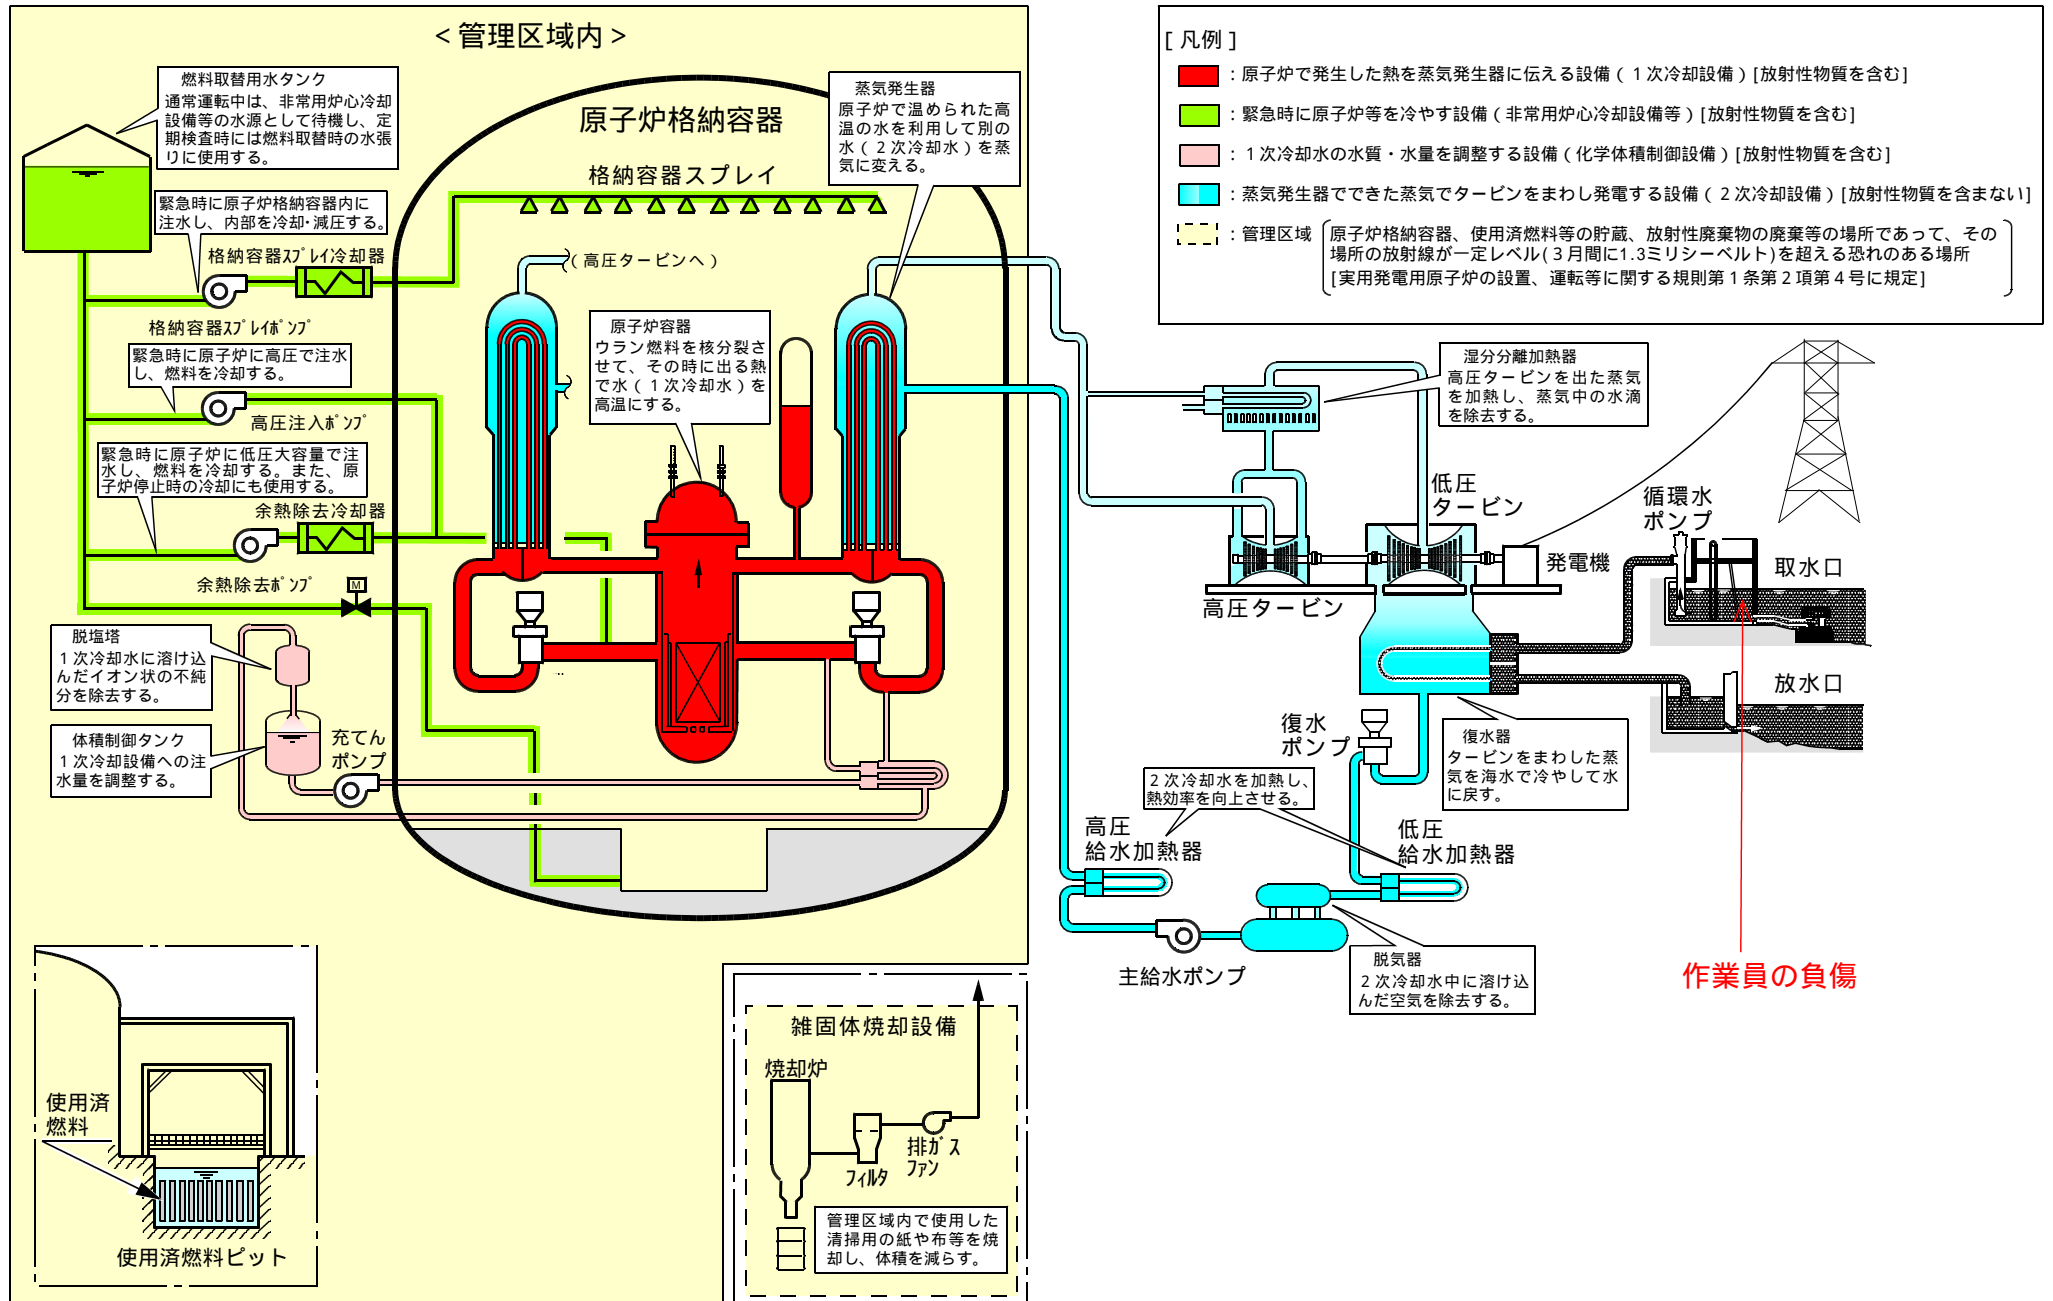 ＜管理区域内＞
燃料取替用水タンク
通常運転中は、非常用炉心冷却
設備等の水源として待機し、定
期検査時には燃料取替時の水張
りに使用する。
原子炉格納容器
蒸気発生器
原子炉で温められた高
温の水を利用して別の
水（２次冷却水）を蒸
気に変える。
格納容器スプレイ
緊急時に原子炉格納容器内に
注水し、内部を冷却･減圧する。
格納容器ｽﾌﾟﾚｲ冷却器
（高圧タービンへ）
格納容器ｽﾌﾟﾚｲﾎﾟﾝﾌﾟ
原子炉容器
ウラン燃料を核分裂さ
せて、その時に出る熱
で水（１次冷却水）を
高温にする。
緊急時に原子炉に高圧で注水
し、燃料を冷却する。
高圧注入ﾎﾟﾝﾌﾟ
緊急時に原子炉に低圧大容量で注
水し、燃料を冷却する。また、原
子炉停止時の冷却にも使用する。
余熱除去冷却器
余熱除去ﾎﾟﾝﾌﾟ
M
脱塩塔
１次冷却水に溶け込
んだイオン状の不純
分を除去する。
体積制御タンク
１次冷却設備への注
水量を調整する。
充てん
ポンプ
使用済
燃料
使用済燃料ピット
雑固体焼却設備
焼却炉
フィルタ
排ｶﾞｽ
ﾌｧﾝ
管理区域内で使用した
清掃用の紙や布等を焼
却し、体積を減らす。
[ 凡例 ]
：原子炉で発生した熱を蒸気発生器に伝える設備（１次冷却設備）[放射性物質を含む]
：緊急時に原子炉等を冷やす設備（非常用炉心冷却設備等）[放射性物質を含む]
：１次冷却水の水質・水量を調整する設備（化学体積制御設備）[放射性物質を含む]
：蒸気発生器でできた蒸気でタービンをまわし発電する設備（２次冷却設備）[放射性物質を含まない]
：管理区域
原子炉格納容器、使用済燃料等の貯蔵、放射性廃棄物の廃棄等の場所であって、その
場所の放射線が一定レベル(３月間に1.3ミリシーベルト)を超える恐れのある場所
[実用発電用原子炉の設置、運転等に関する規則第１条第２項第４号に規定]
湿分分離加熱器
高圧タービンを出た蒸気
を加熱し、蒸気中の水滴
を除去する。
低圧
タービン
高圧タービン
発電機
循環水
ポンプ
取水口
放水口
復水
ポンプ
復水器
タービンをまわした蒸
気を海水で冷やして水
に戻す。
２次冷却水を加熱し、
熱効率を向上させる。
高圧
給水加熱器
低圧
給水加熱器
主給水ポンプ
脱気器
２次冷却水中に溶け込
んだ空気を除去する。
作業員の負傷